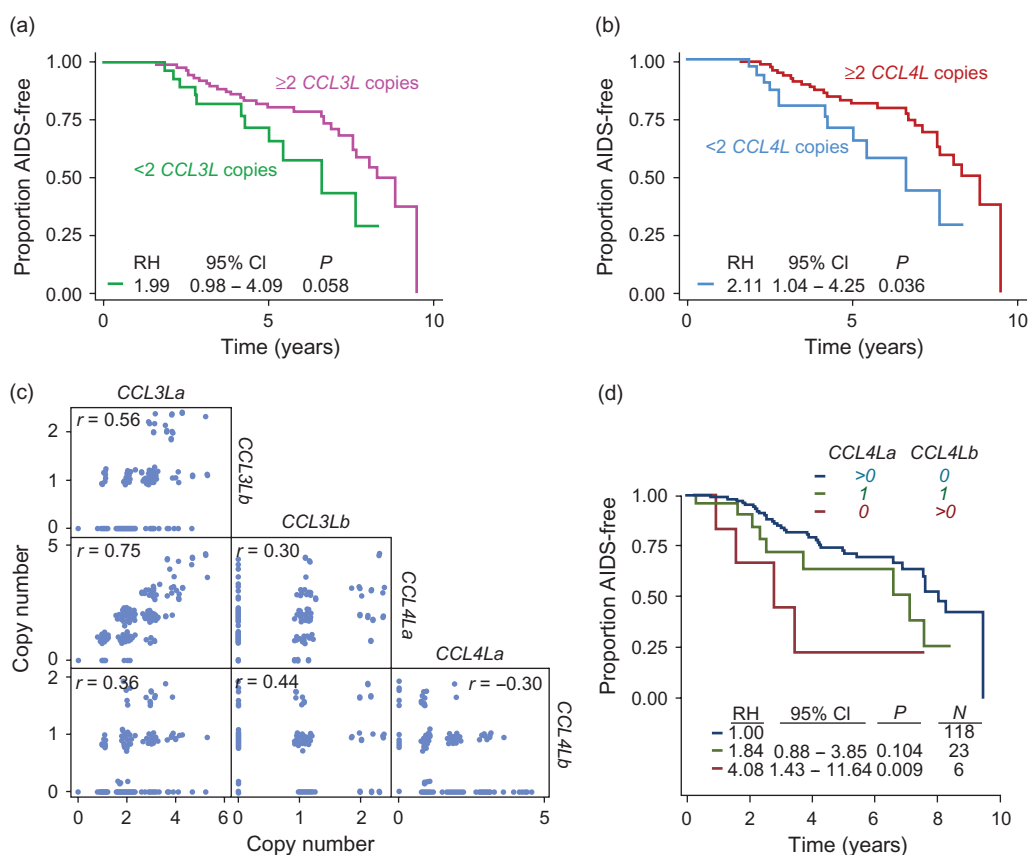 (a)
Proportion AIDS-free
1.00
0.75
0.50
0.25
0.00
≥2 CCL3L copies
<2 CCL3L copies
RH 95% CI P
1.99 0.98 – 4.09 0.058
0 5 10
Time (years)
(b)
Proportion AIDS-free
1.00
0.75
0.50
0.25
0.00
≥2 CCL4L copies
<2 CCL4L copies
RH 95% CI P
2.11 1.04 – 4.25 0.036
0 5 10
Time (years)
(c)
CCL3La
r = 0.56
2
1
0
CCL3Lb
CCL3Lb
Copy number
5
0
r = 0.75
r = 0.30
CCL4La
CCL4La
2
1
0
r = 0.36
r = 0.44
r = −0.30
CCL4Lb
0 2 4 6
0 1 2
0 5
Copy number
(d)
CCL4La CCL4Lb
>0 0
1 1
0 >0
Proportion AIDS-free
1.00
0.75
0.50
0.25
0.00
RH 95% CI P N
1.00 118
1.84 0.88 – 3.85 0.104 23
4.08 1.43 – 11.64 0.009 6
0 2 4 6 8 10
Time (years)